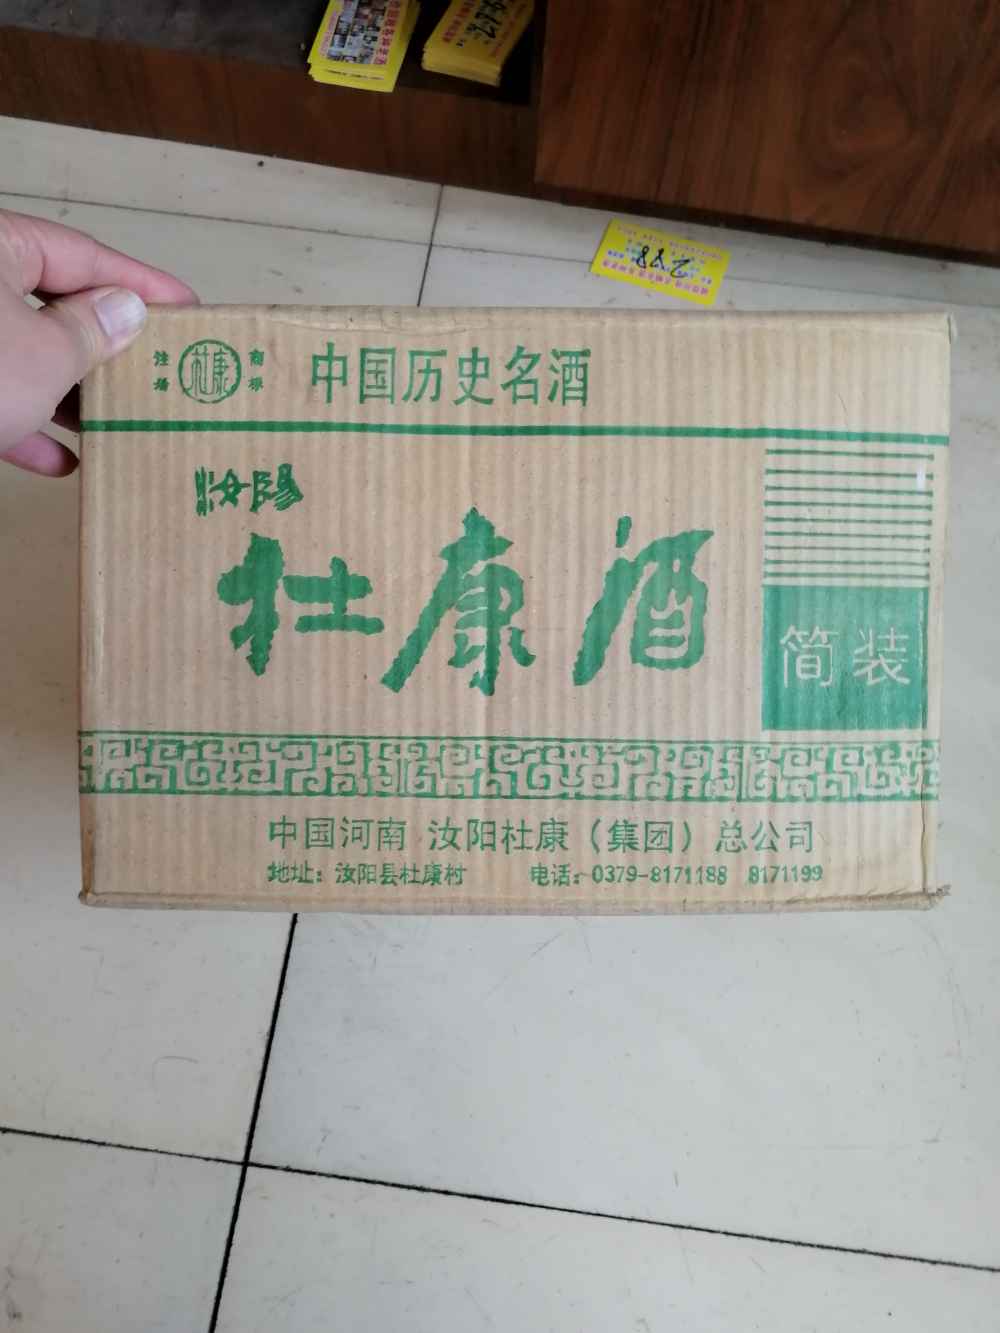 注册 杜康 商标
中国历史名酒
汝陽
杜康酒
简装
中国河南 汝阳杜康（集团）总公司
地址：汝阳县杜康村 电话：0379-8171188 8171199